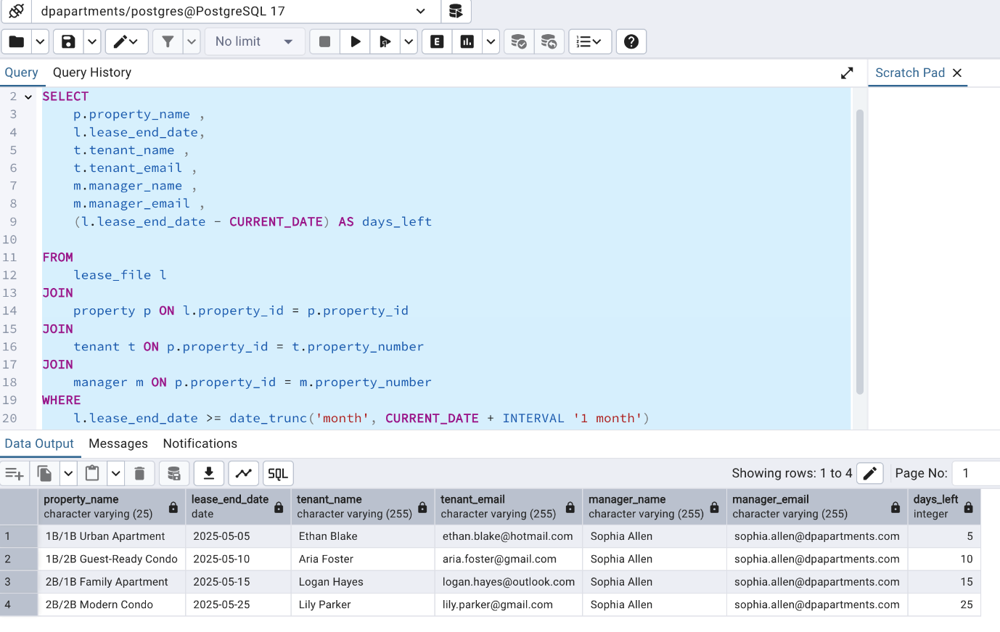 dpapartments/postgres@PostgreSQL 17
No limit
E
Query Query History Scratch Pad
2 SELECT
3 p.property_name ,
4 l.lease_end_date,
5 t.tenant_name ,
6 t.tenant_email ,
7 m.manager_name ,
8 m.manager_email ,
9 (l.lease_end_date - CURRENT_DATE) AS days_left
10
11 FROM
12 lease_file l
13 JOIN
14 property p ON l.property_id = p.property_id
15 JOIN
16 tenant t ON p.property_id = t.property_number
17 JOIN
18 manager m ON p.property_id = m.property_number
19 WHERE
20 l.lease_end_date >= date_trunc('month', CURRENT_DATE + INTERVAL '1 month')
Data Output Messages Notifications
SQL Showing rows: 1 to 4 Page No: 1
property_name lease_end_date tenant_name tenant_email manager_name manager_email days_left
character varying (25) date character varying (255) character varying (255) character varying (255) character varying (255) integer
1 1B/1B Urban Apartment 2025-05-05 Ethan Blake ethan.blake@hotmail.com Sophia Allen sophia.allen@dpapartments.com 5
2 1B/2B Guest-Ready Condo 2025-05-10 Aria Foster aria.foster@gmail.com Sophia Allen sophia.allen@dpapartments.com 10
3 2B/1B Family Apartment 2025-05-15 Logan Hayes logan.hayes@outlook.com Sophia Allen sophia.allen@dpapartments.com 15
4 2B/2B Modern Condo 2025-05-25 Lily Parker lily.parker@gmail.com Sophia Allen sophia.allen@dpapartments.com 25